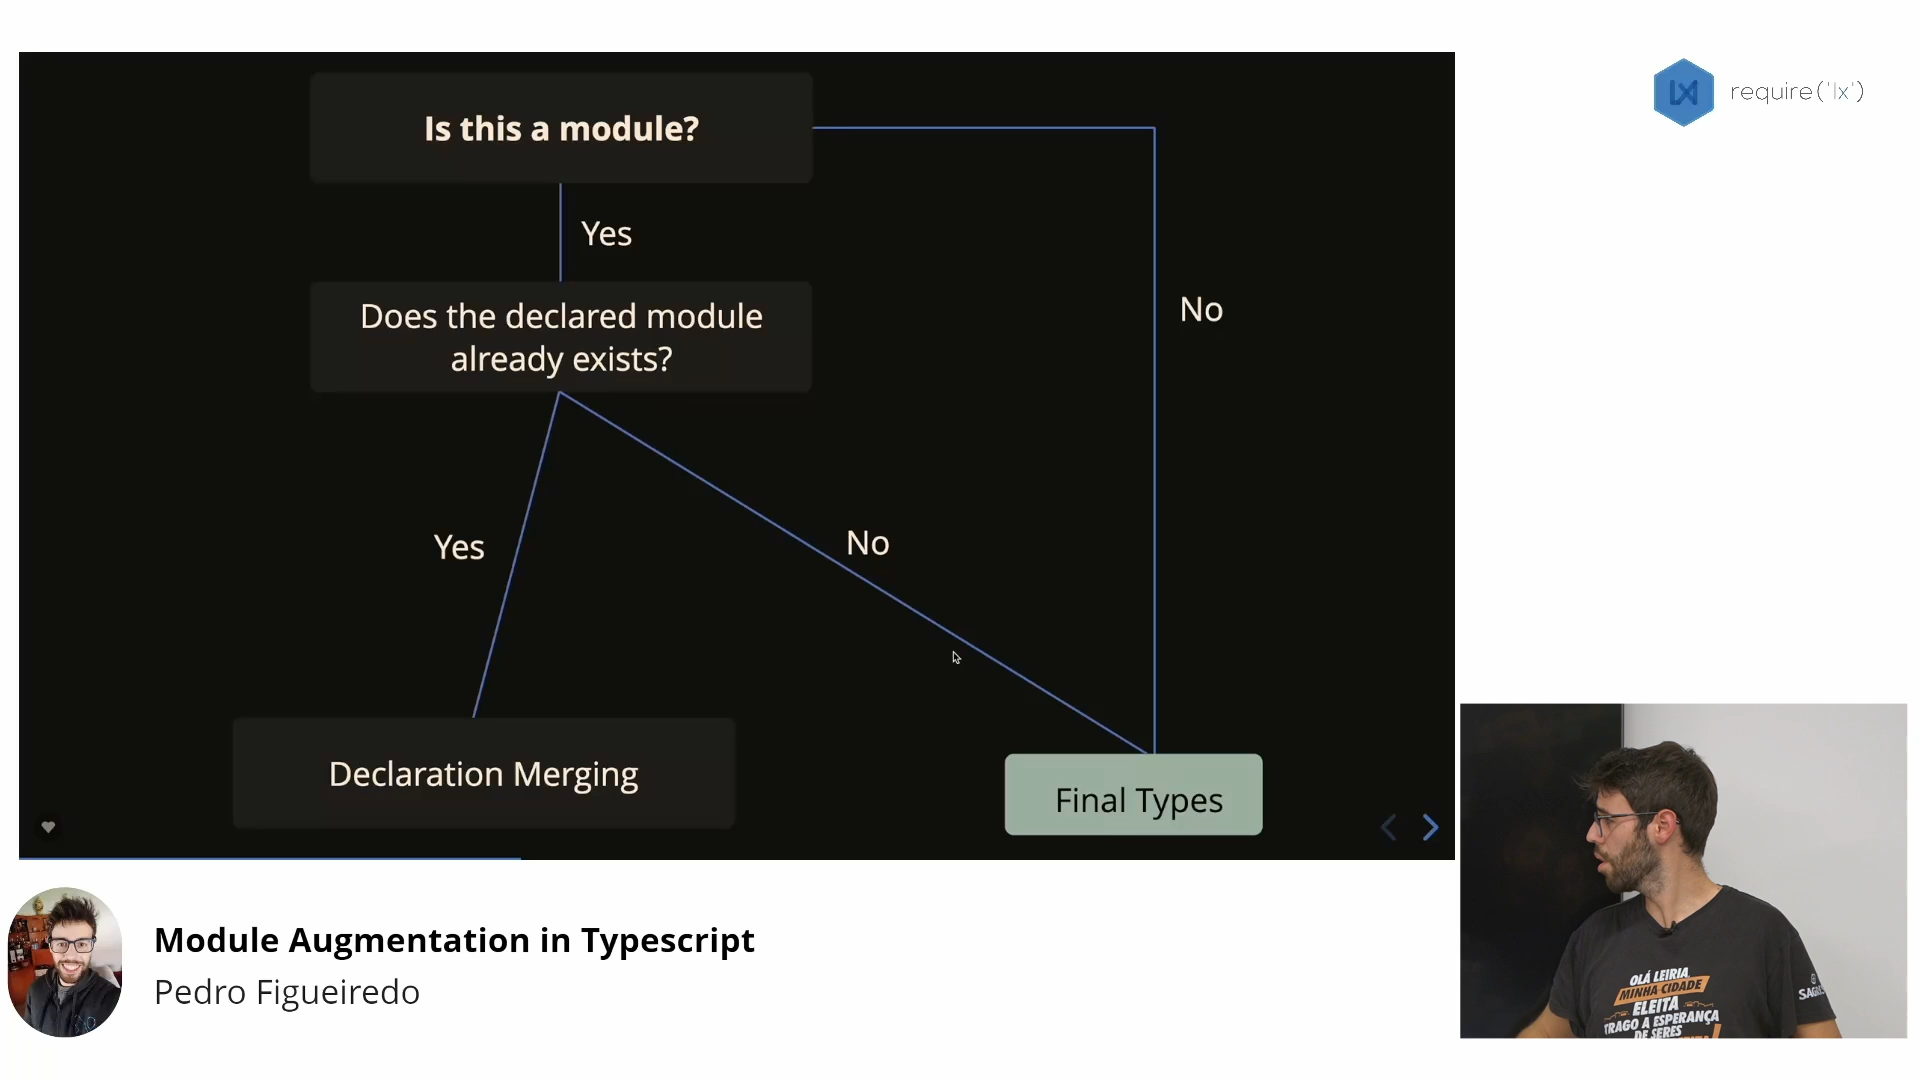 require('lx')
Is this a module?
Yes
No
Does the declared module
already exists?
Yes
No
Declaration Merging
Final Types
Module Augmentation in Typescript
Pedro Figueiredo
OLÁ LEIRIA
MINHA CIDADE
ELEITA
TRAGO A ESPERANÇA
DE SERES